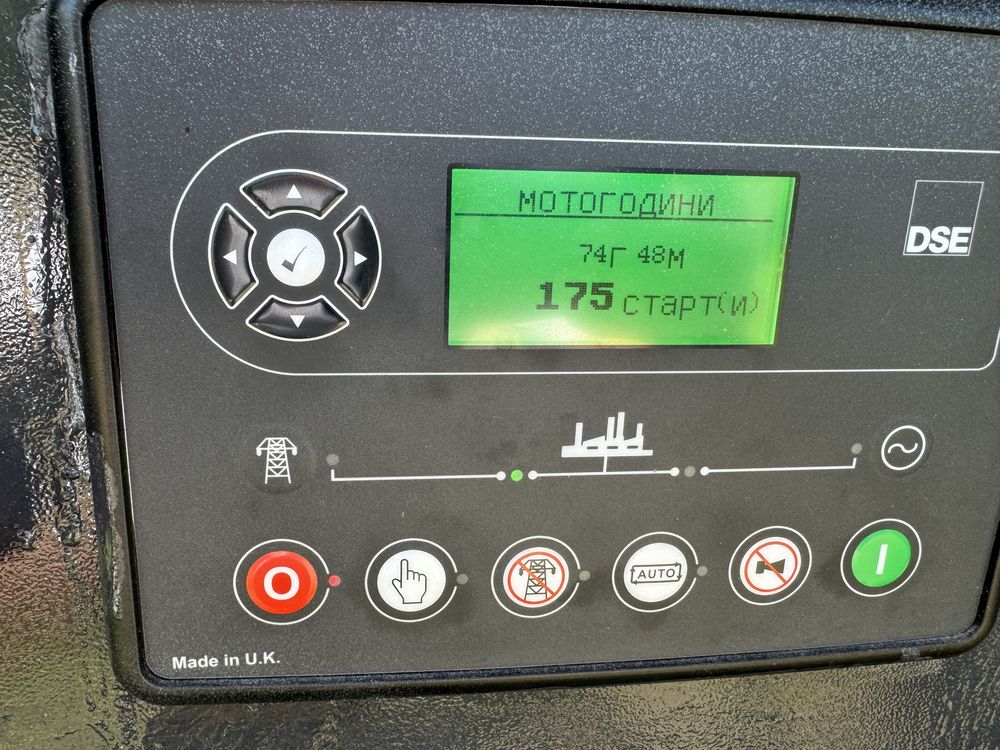 МОТОГОДИНИ
74г 48м
175 старт(и)
DSE
O
AUTO
I
Made in U.K.